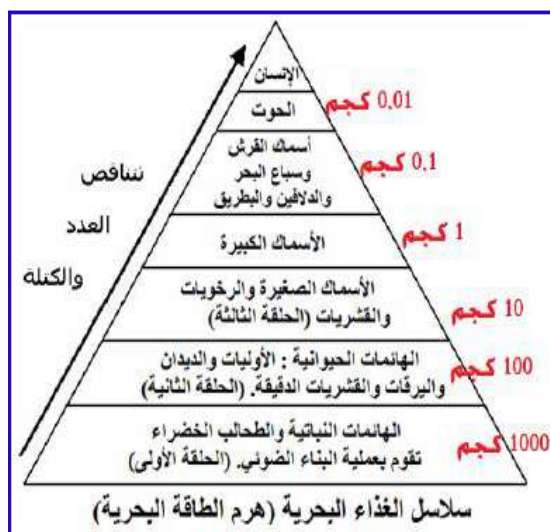 الإنسان
الحوت
0.01 كجم
أسماك القرش
وسباع البحر
والدلافين والبطريق
0.1 كجم
تتناقص
العدد
والكتلة
الأسماك الكبيرة
1 كجم
الأسماك الصغيرة والرخويات
والقشريات (الحلقة الثالثة)
10 كجم
الهائمات الحيوانية : الأوليات والديدان
واليرقات والقشريات الدقيقة. (الحلقة الثانية)
100 كجم
الهائمات النباتية والطحالب الخضراء
تقوم بعملية البناء الضوئي. (الحلقة الأولى)
1000 كجم
سلاسل الغذاء البحرية (هرم الطاقة البحرية)